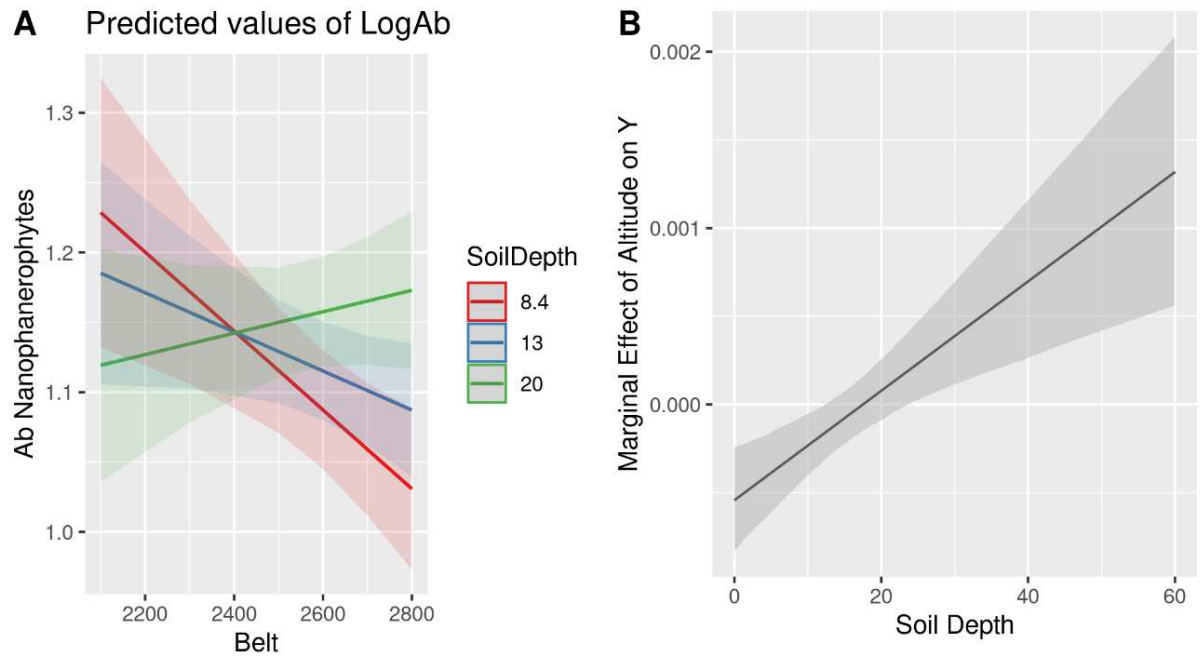 A
Predicted values of LogAb
Ab Nanophanerophytes
1.3
1.2
1.1
1.0
2200 2400 2600 2800
Belt
SoilDepth
8.4
13
20
B
Marginal Effect of Altitude on Y
0.002
0.001
0.000
0 20 40 60
Soil Depth